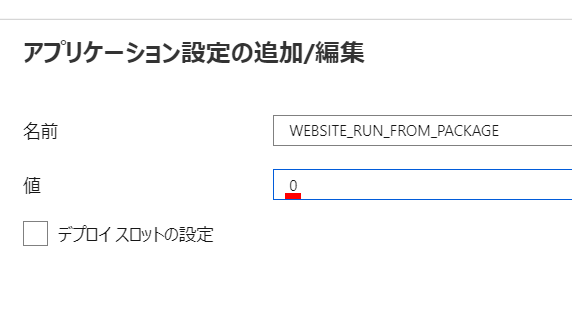 アプリケーション設定の追加/編集
名前 WEBSITE_RUN_FROM_PACKAGE
値 0
デプロイ スロットの設定